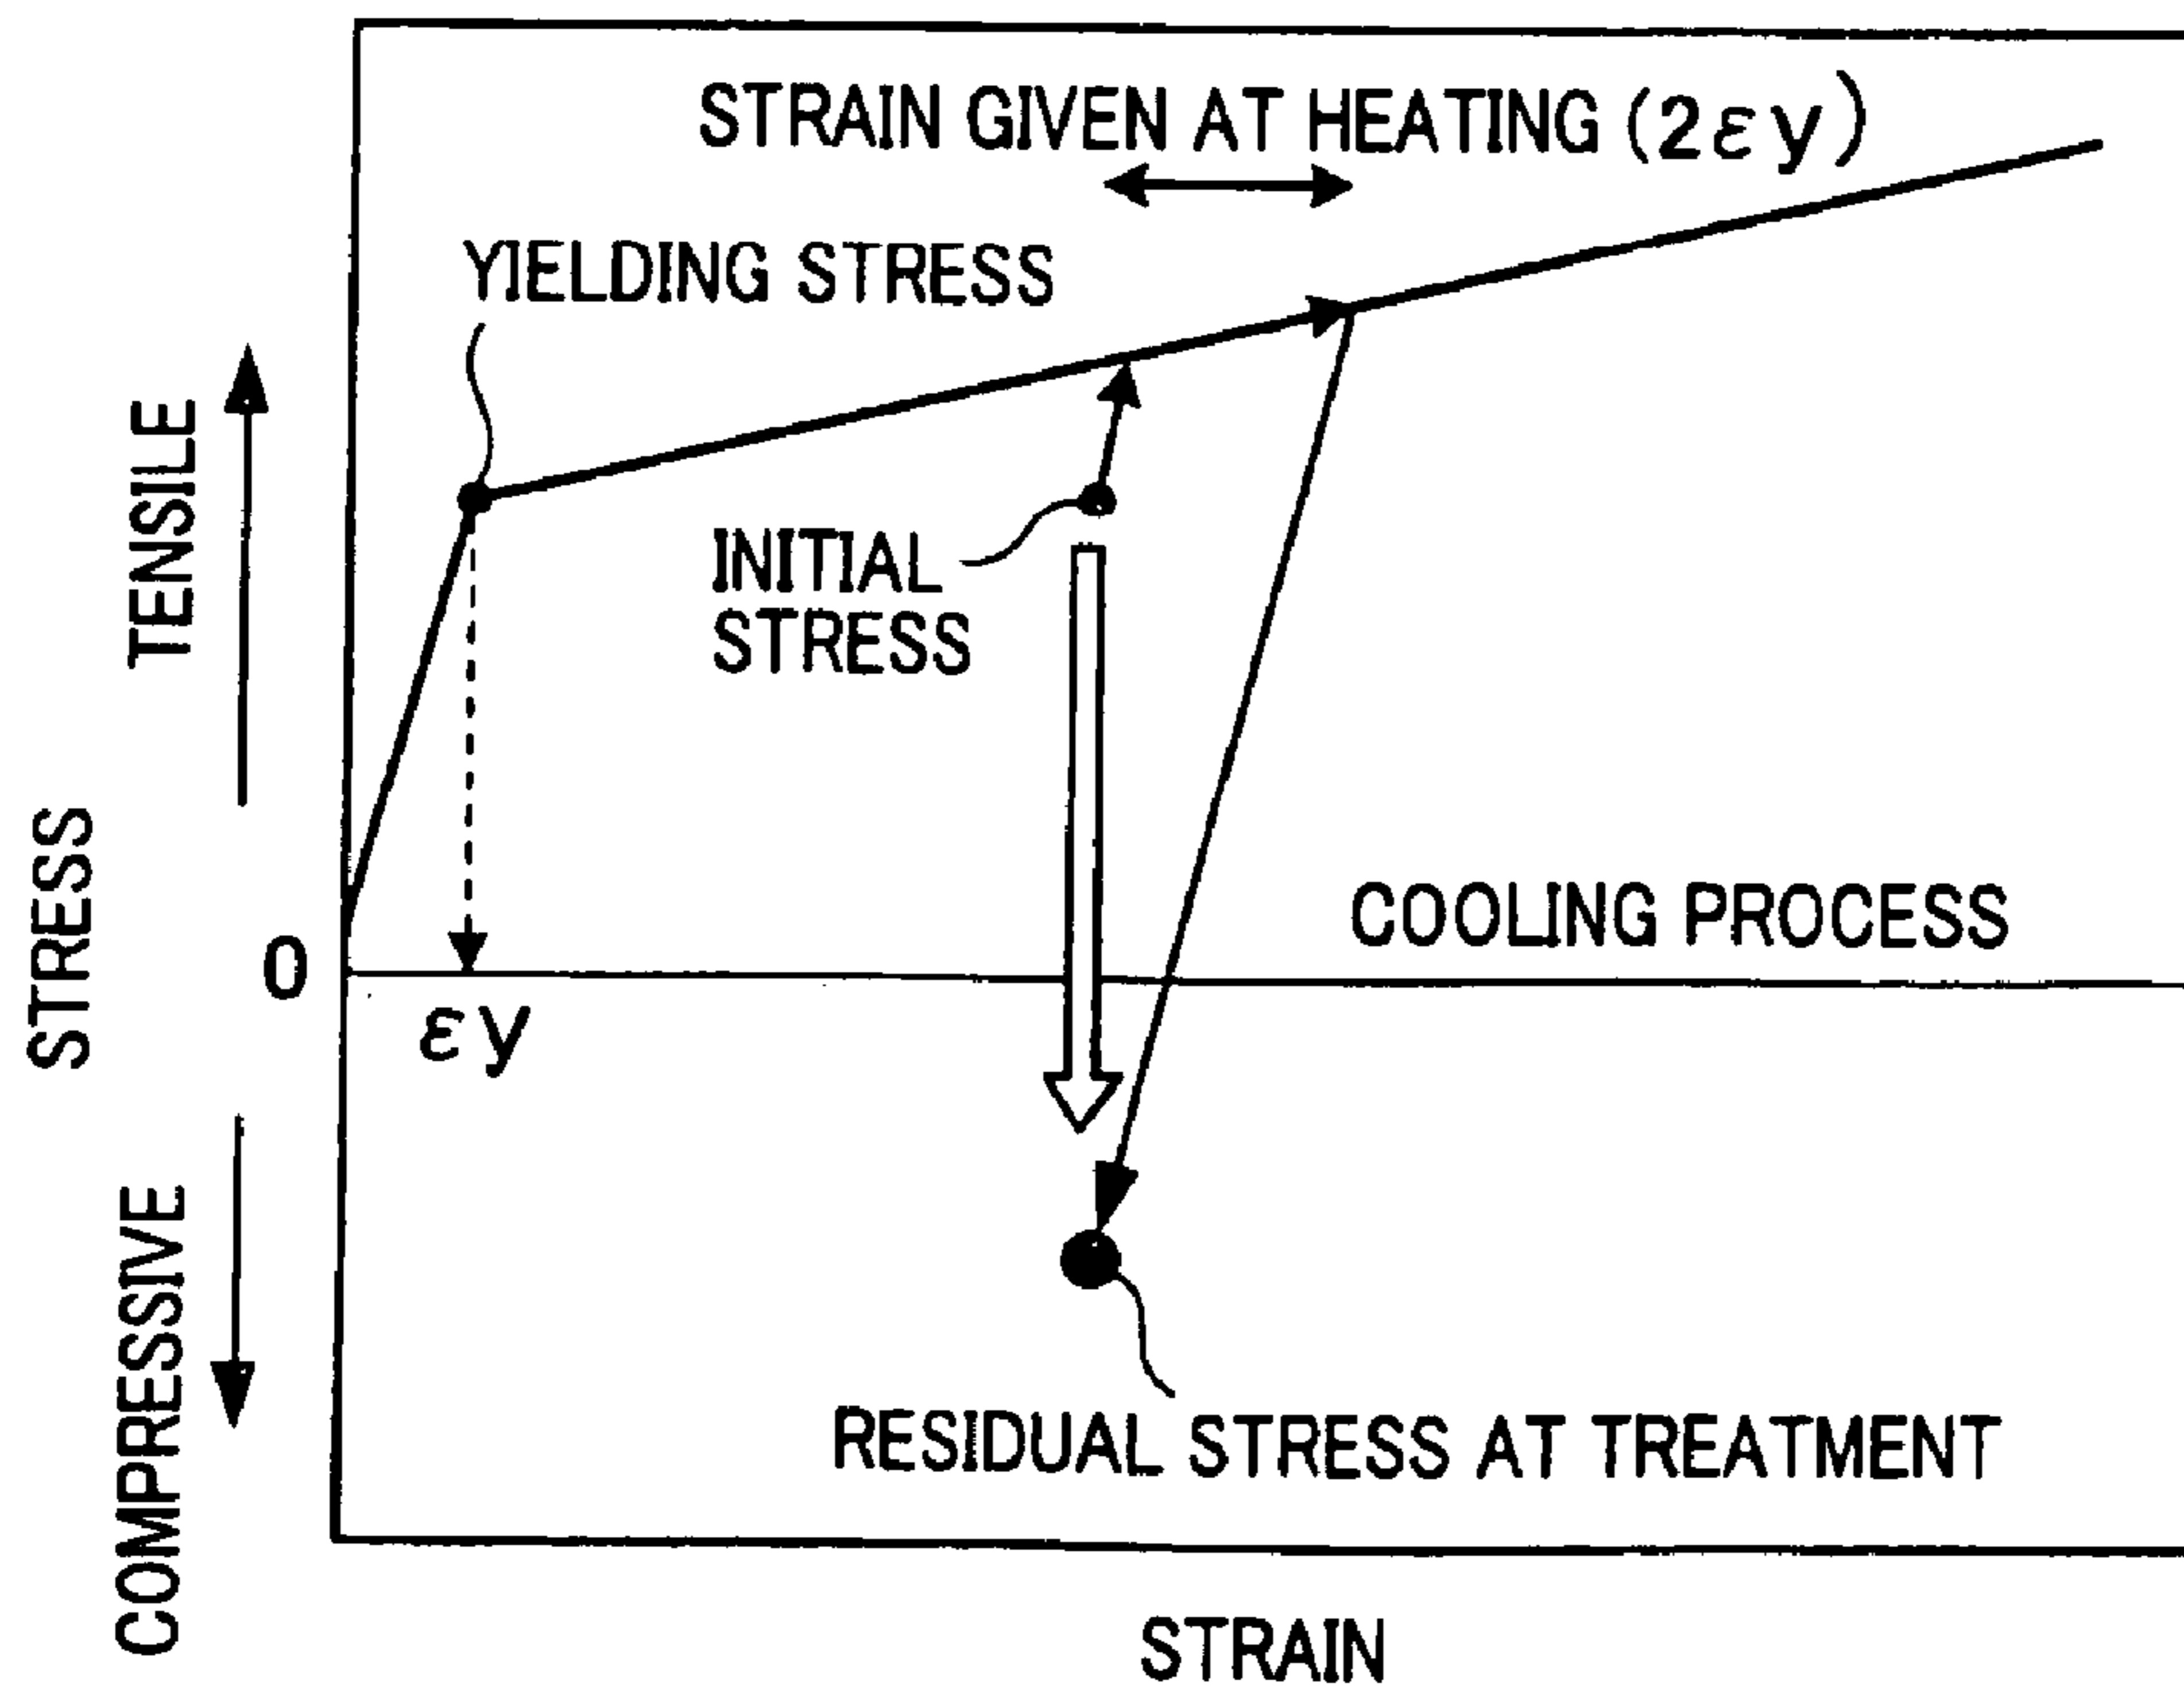 STRAIN GIVEN AT HEATING (2εy)
YIELDING STRESS
TENSILE
INITIAL
STRESS
STRESS
COOLING PROCESS
0
εy
COMPRESSIVE
RESIDUAL STRESS AT TREATMENT
STRAIN